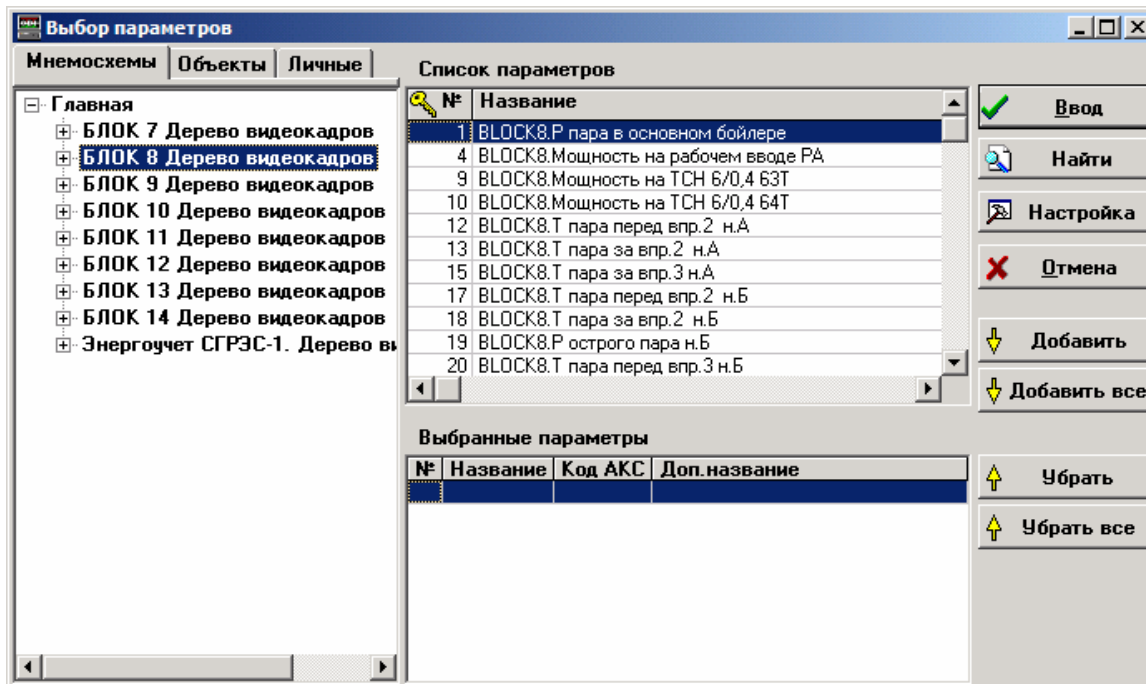 Выбор параметров
Мнемосхемы Объекты Личные
Главная
БЛОК 7 Дерево видеокадров
БЛОК 8 Дерево видеокадров
БЛОК 9 Дерево видеокадров
БЛОК 10 Дерево видеокадров
БЛОК 11 Дерево видеокадров
БЛОК 12 Дерево видеокадров
БЛОК 13 Дерево видеокадров
БЛОК 14 Дерево видеокадров
Энергоучет СГРЭС-1. Дерево ви
Список параметров
№ Название
1 BLOCK8.P пара в основном бойлере
4 BLOCK8.Мощность на рабочем вводе РА
9 BLOCK8.Мощность на ТСН 6/0,4 63Т
10 BLOCK8.Мощность на ТСН 6/0,4 64Т
12 BLOCK8.Т пара перед впр.2 н.А
13 BLOCK8.Т пара за впр.2 н.А
15 BLOCK8.Т пара за впр.3 н.А
17 BLOCK8.Т пара перед впр.2 н.Б
18 BLOCK8.Т пара за впр.2 н.Б
19 BLOCK8.Р острого пара н.Б
20 BLOCK8.Т пара перед впр.3 н.Б
Выбранные параметры
№ Название Код АКС Доп.название
Ввод
Найти
Настройка
Отмена
Добавить
Добавить все
Убрать
Убрать все